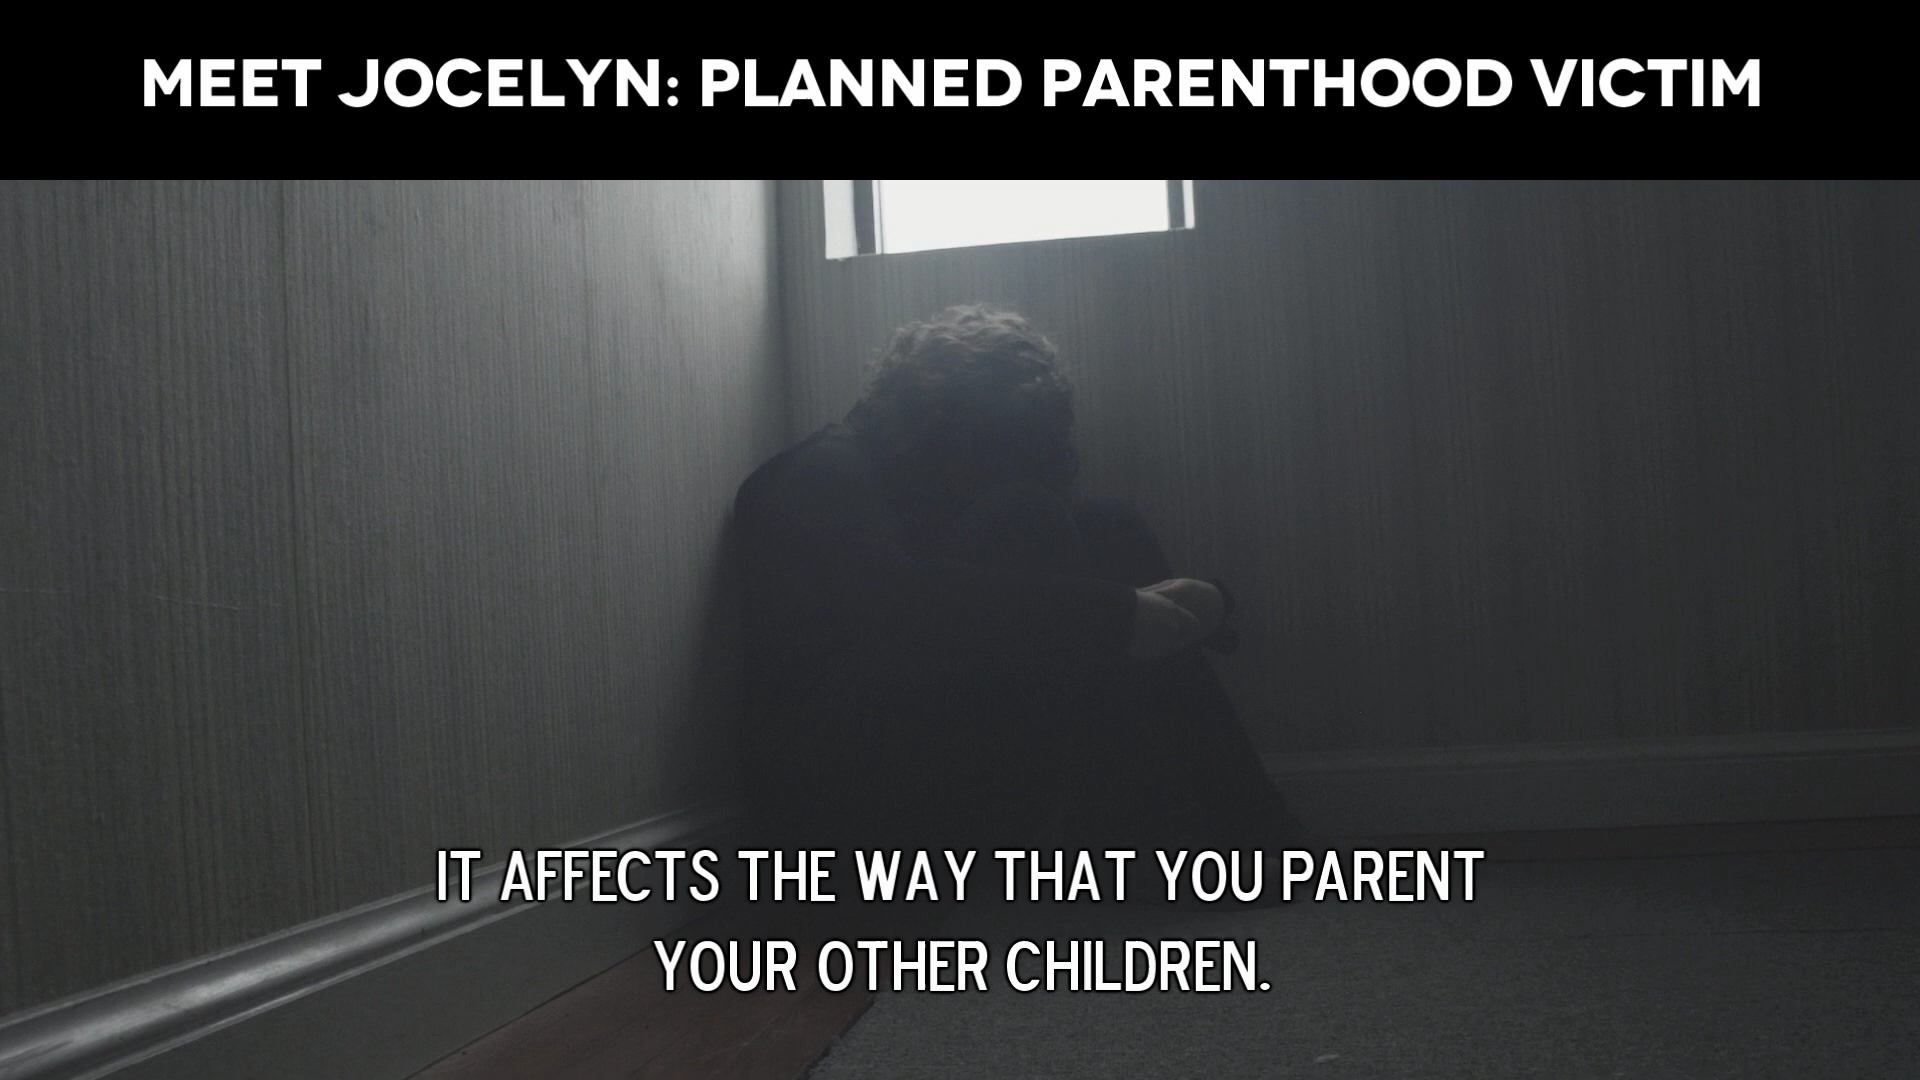 MEET JOCELYN: PLANNED PARENTHOOD VICTIM
IT AFFECTS THE WAY THAT YOU PARENT
YOUR OTHER CHILDREN.